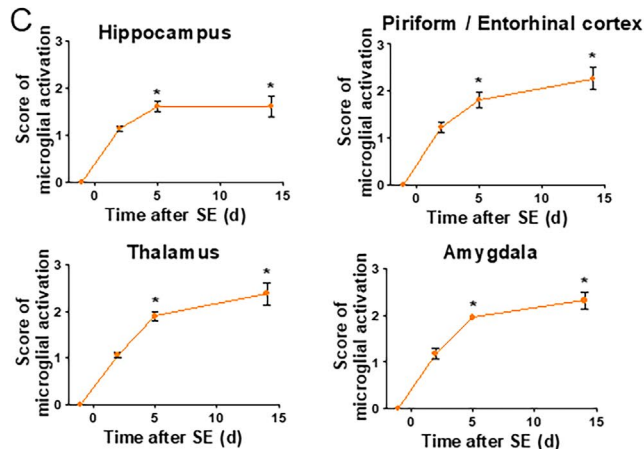 C
Hippocampus
Score of
microglial activation
3
2
1
0
0
5
10
15
*
*
Time after SE (d)
Piriform / Entorhinal cortex
Score of
microglial activation
3
2
1
0
0
5
10
15
*
*
Time after SE (d)
Thalamus
Score of
microglial activation
3
2
1
0
0
5
10
15
*
*
Time after SE (d)
Amygdala
Score of
microglial activation
3
2
1
0
0
5
10
15
*
*
Time after SE (d)